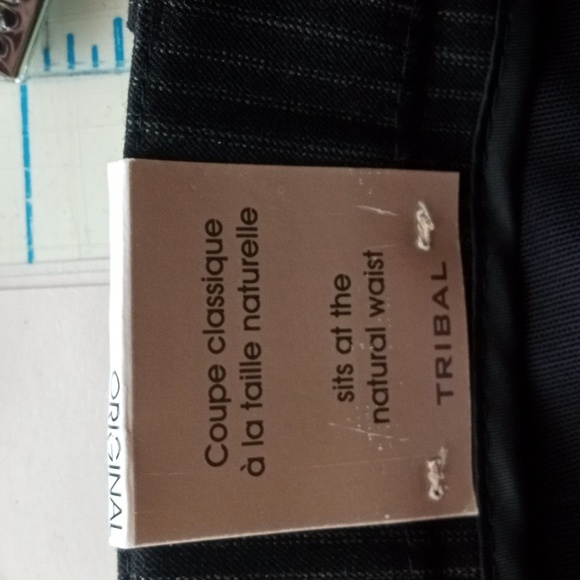 ORIGINAL
Coupe classique
à la taille naturelle
sits at the
natural waist
TRIBAL